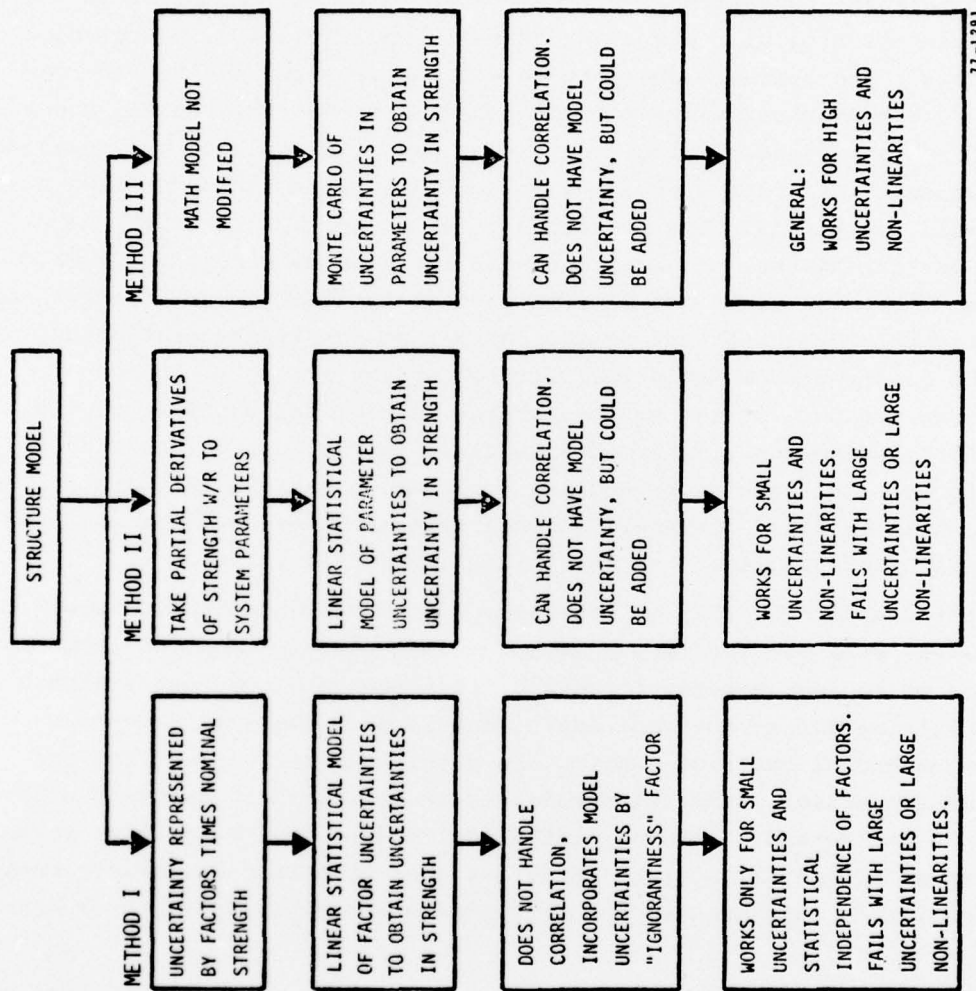 STRUCTURE MODEL
METHOD I
UNCERTAINTY REPRESENTED
BY FACTORS TIMES NOMINAL
STRENGTH
LINEAR STATISTICAL MODEL
OF FACTOR UNCERTAINTIES
TO OBTAIN UNCERTAINTIES
IN STRENGTH
DOES NOT HANDLE
CORRELATION,
INCORPORATES MODEL
UNCERTAINTIES BY
"IGNORANTNESS" FACTOR
WORKS ONLY FOR SMALL
UNCERTAINTIES AND
STATISTICAL
INDEPENDENCE OF FACTORS.
FAILS WITH LARGE
UNCERTAINTIES OR LARGE
NON-LINEARITIES.
METHOD II
TAKE PARTIAL DERIVATIVES
OF STRENGTH W/R TO
SYSTEM PARAMETERS
LINEAR STATISTICAL
MODEL OF PARAMETER
UNCERTAINTIES TO OBTAIN
UNCERTAINTY IN STRENGTH
CAN HANDLE CORRELATION.
DOES NOT HAVE MODEL
UNCERTAINTY, BUT COULD
BE ADDED
WORKS FOR SMALL
UNCERTAINTIES AND
NON-LINEARITIES.
FAILS WITH LARGE
UNCERTAINTIES OR LARGE
NON-LINEARITIES
METHOD III
MATH MODEL NOT
MODIFIED
MONTE CARLO OF
UNCERTAINTIES IN
PARAMETERS TO OBTAIN
UNCERTAINTY IN STRENGTH
CAN HANDLE CORRELATION.
DOES NOT HAVE MODEL
UNCERTAINTY, BUT COULD
BE ADDED
GENERAL:
WORKS FOR HIGH
UNCERTAINTIES AND
NON-LINEARITIES